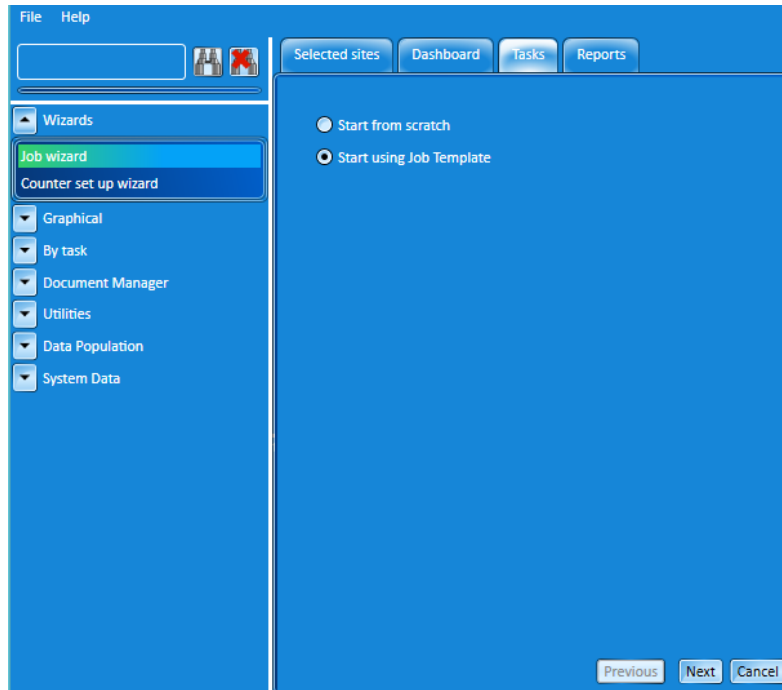 File Help
Selected sites Dashboard Tasks Reports
Wizards
Job wizard
Counter set up wizard
Graphical
By task
Document Manager
Utilities
Data Population
System Data
Start from scratch
Start using Job Template
Previous Next Cancel